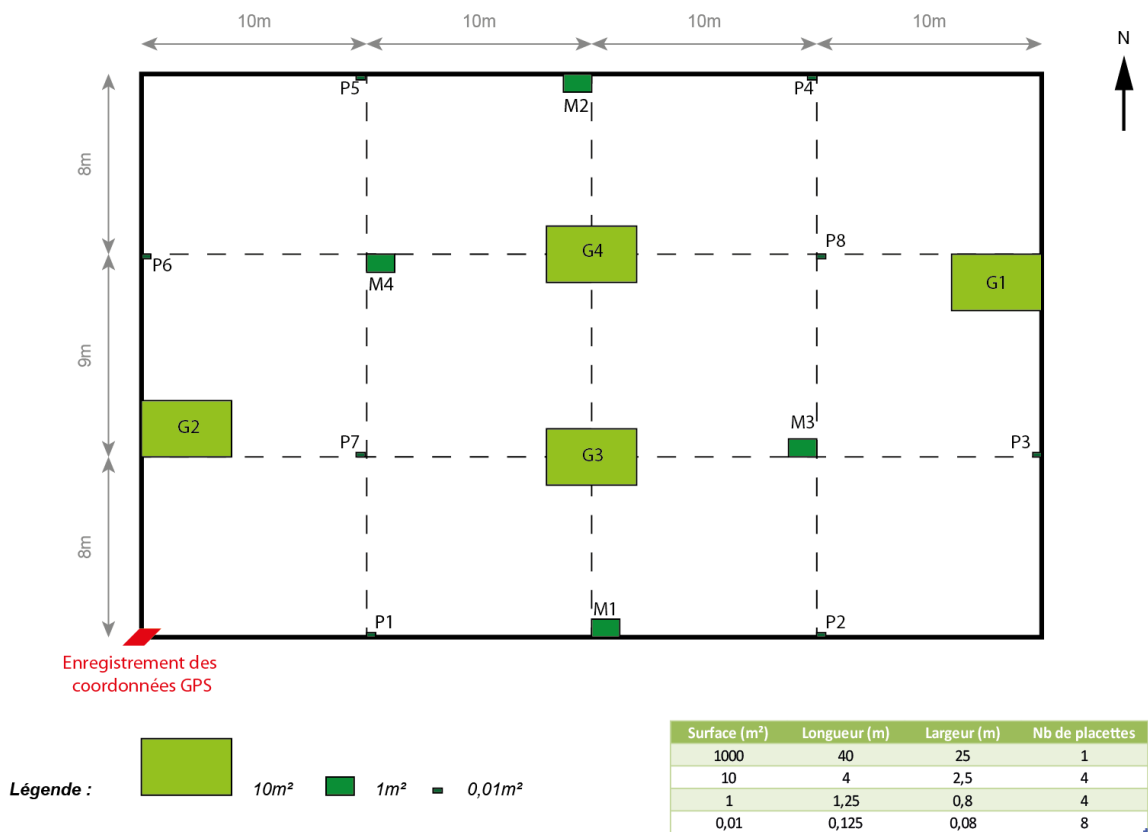 10m 10m 10m 10m
N
P5 M2 P4
8m
G4 P8
P6 M4 G1
9m
G2 P7 G3 M3 P3
8m
P1 M1 P2
Enregistrement des
coordonnées GPS
Surface (m²) Longueur (m) Largeur (m) Nb de placettes
1000 40 25 1
10 4 2,5 4
1 1,25 0,8 4
0,01 0,125 0,08 8
Légende : 10m² 1m² 0,01m²